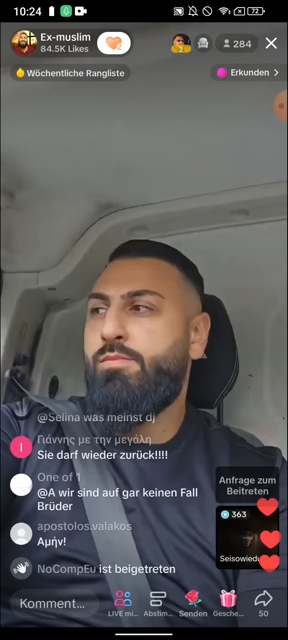 10:24
72
Ex-muslim
84.5K Likes
284
Wöchentliche Rangliste
Erkunden >
@Selina was meinst dj
Γιάννης με την μεγάλη
Sie darf wieder zurück!!!!
One of 1
@A wir sind auf gar keinen Fall
Brüder
Anfrage zum
Beitreten
363
Seisowiedu
apostolos.valakos
Αμήν!
NoCompEu ist beigetreten
Komment...
LIVE mi...
Abstim...
Senden
Gesche...
50